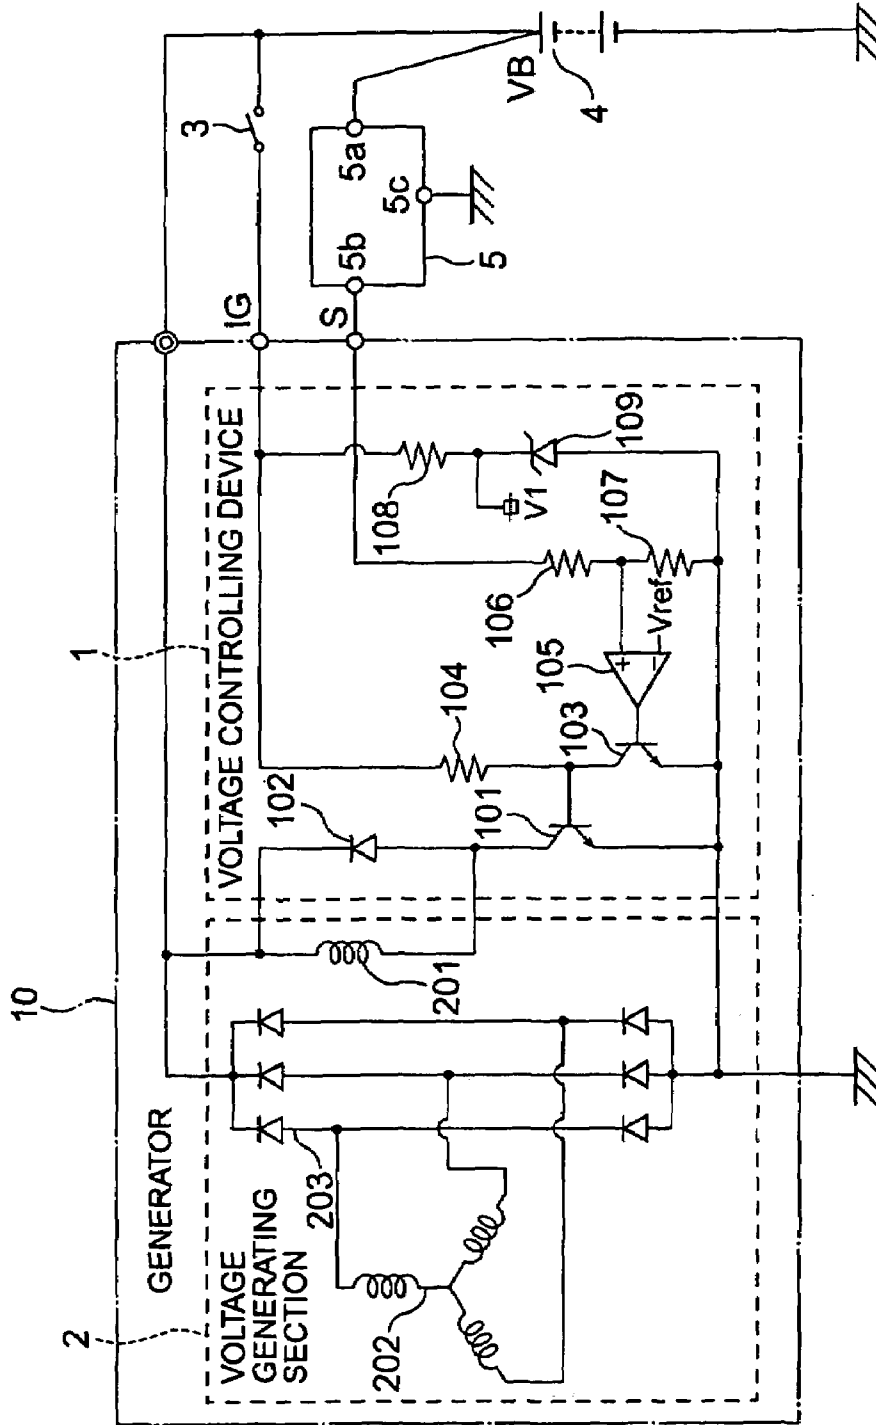 10
GENERATOR
2
VOLTAGE
GENERATING
SECTION
203
202
201
1
VOLTAGE CONTROLLING DEVICE
102
104
101
103
105
Vref
106
107
108
109
V1
IG
S
3
5b
5a
5c
5
VB
4